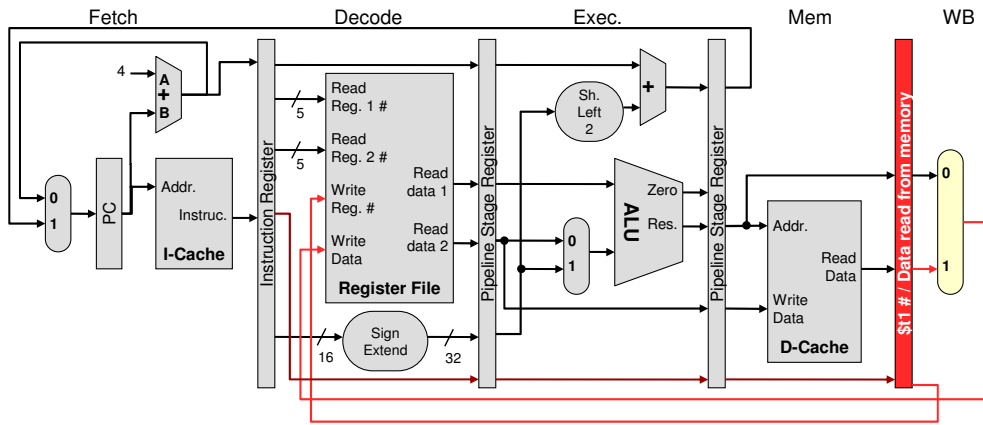 Fetch
Decode
Exec.
Mem
WB
4
A
+
B
0
1
PC
Addr.
Instruc.
I-Cache
Instruction Register
5
5
Read
Reg. 1 #
Read
Reg. 2 #
Write
Reg. #
Write
Data
Read
data 1
Read
data 2
Register File
16
Sign
Extend
32
Pipeline Stage Register
Sh.
Left
2
+
0
1
ALU
Zero
Res.
Pipeline Stage Register
Addr.
Read
Data
Write
Data
D-Cache
$t1 # / Data read from memory
0
1